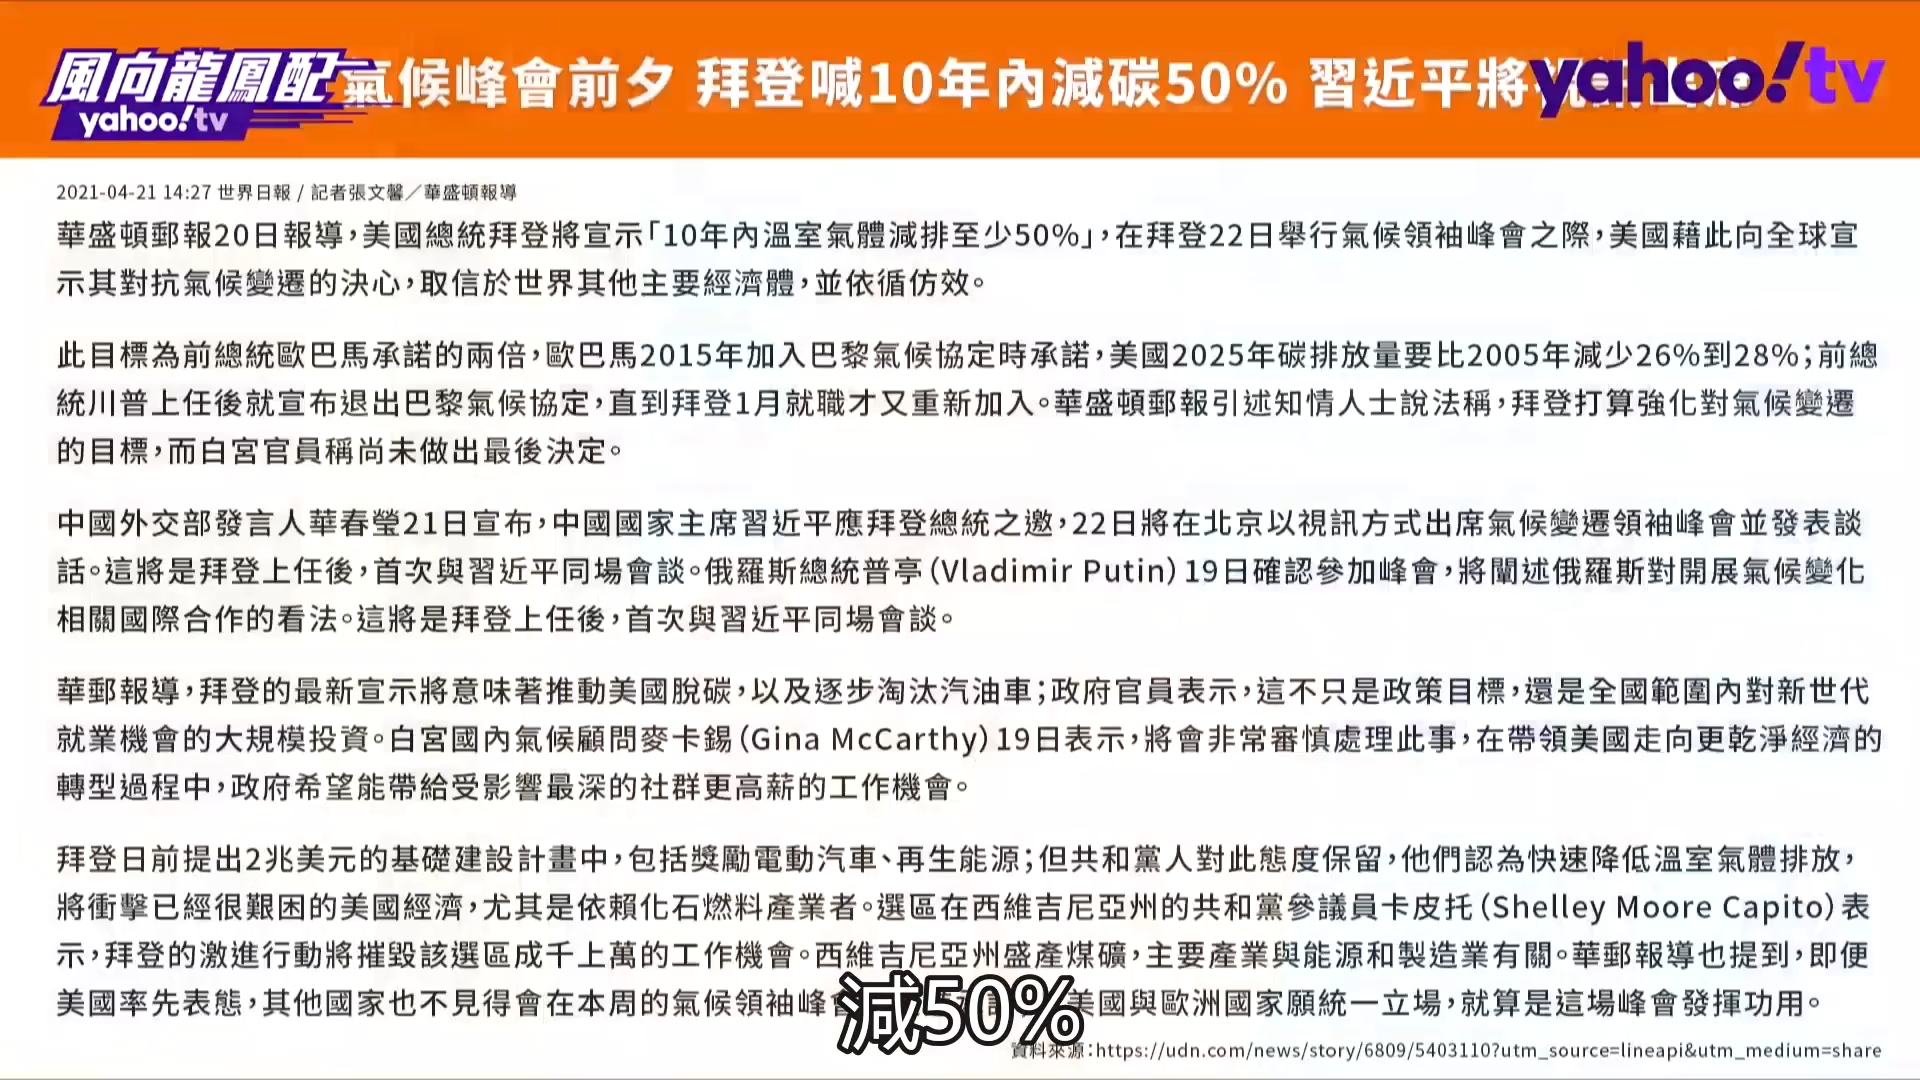 風向龍鳳配
yahoo!tv
氣候峰會前夕 拜登喊10年內減碳50% 習近平將
yahoo!tv
2021-04-21 14:27 世界日報 / 記者張文馨／華盛頓報導
華盛頓郵報20日報導，美國總統拜登將宣示「10年內溫室氣體減排至少50%」，在拜登22日舉行氣候領袖峰會之際，美國藉此向全球宣
示其對抗氣候變遷的決心，取信於世界其他主要經濟體，並依循仿效。
此目標為前總統歐巴馬承諾的兩倍，歐巴馬2015年加入巴黎氣候協定時承諾，美國2025年碳排放量要比2005年減少26%到28%；前總
統川普上任後就宣布退出巴黎氣候協定，直到拜登1月就職才又重新加入。華盛頓郵報引述知情人士說法稱，拜登打算強化對氣候變遷
的目標，而白宮官員稱尚未做出最後決定。
中國外交部發言人華春瑩21日宣布，中國國家主席習近平應拜登總統之邀，22日將在北京以視訊方式出席氣候變遷領袖峰會並發表談
話。這將是拜登上任後，首次與習近平同場會談。俄羅斯總統普亭（Vladimir Putin）19日確認參加峰會，將闡述俄羅斯對開展氣候變化
相關國際合作的看法。這將是拜登上任後，首次與習近平同場會談。
華郵報導，拜登的最新宣示將意味著推動美國脫碳，以及逐步淘汰汽油車；政府官員表示，這不只是政策目標，還是全國範圍內對新世代
就業機會的大規模投資。白宮國內氣候顧問麥卡錫（Gina McCarthy）19日表示，將會非常審慎處理此事，在帶領美國走向更乾淨經濟的
轉型過程中，政府希望能帶給受影響最深的社群更高薪的工作機會。
拜登日前提出2兆美元的基礎建設計畫中，包括獎勵電動汽車、再生能源；但共和黨人對此態度保留，他們認為快速降低溫室氣體排放，
將衝擊已經很艱困的美國經濟，尤其是依賴化石燃料產業者。選區在西維吉尼亞州的共和黨參議員卡皮托（Shelley Moore Capito）表
示，拜登的激進行動將摧毀該選區成千上萬的工作機會。西維吉尼亞州盛產煤礦，主要產業與能源和製造業有關。華郵報導也提到，即便
美國率先表態，其他國家也不見得會在本周的氣候領袖峰 美國與歐洲國家願統一立場，就算是這場峰會發揮功用。
減50%
資料來源：https://udn.com/news/story/6809/5403110?utm_source=lineapi&utm_medium=share